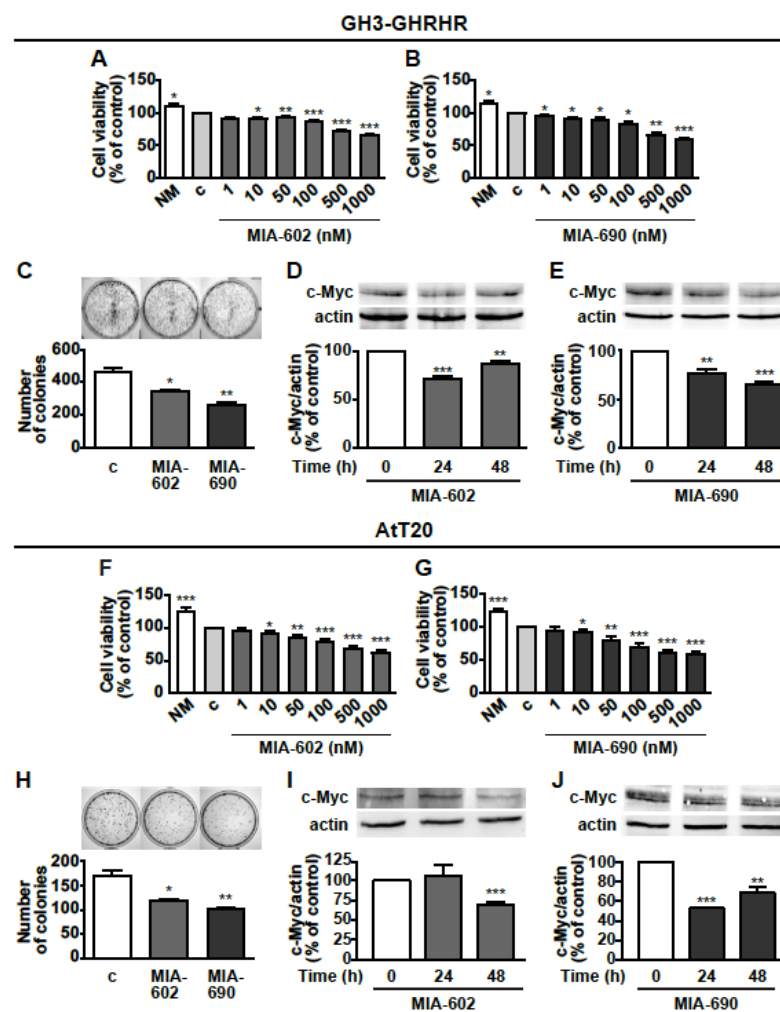 GH3-GHRHR
A
B
Cell viability
(% of control)
150
100
50
0
*
*
**
***
***
***
NM
c
1
10
50
100
500
1000
MIA-602 (nM)
Cell viability
(% of control)
150
100
50
0
*
*
*
*
*
**
***
NM
c
1
10
50
100
500
1000
MIA-690 (nM)
C
Number
of colonies
600
400
200
0
*
**
c
MIA-
602
MIA-
690
D
c-Myc
actin
c-Myc/actin
(% of control)
100
50
0
***
**
Time (h)
0
24
48
MIA-602
E
c-Myc
actin
c-Myc/actin
(% of control)
100
50
0
**
***
Time (h)
0
24
48
MIA-690
AtT20
F
G
Cell viability
(% of control)
150
100
50
0
***
*
**
***
***
***
NM
c
1
10
50
100
500
1000
MIA-602 (nM)
Cell viability
(% of control)
150
100
50
0
***
*
**
***
***
***
NM
c
1
10
50
100
500
1000
MIA-690 (nM)
H
Number
of colonies
200
150
100
50
0
*
**
c
MIA-
602
MIA-
690
I
c-Myc
actin
c-Myc/actin
(% of control)
125
100
75
50
25
0
***
Time (h)
0
24
48
MIA-602
J
c-Myc
actin
c-Myc/actin
(% of control)
100
80
60
40
20
0
***
**
Time (h)
0
24
48
MIA-690